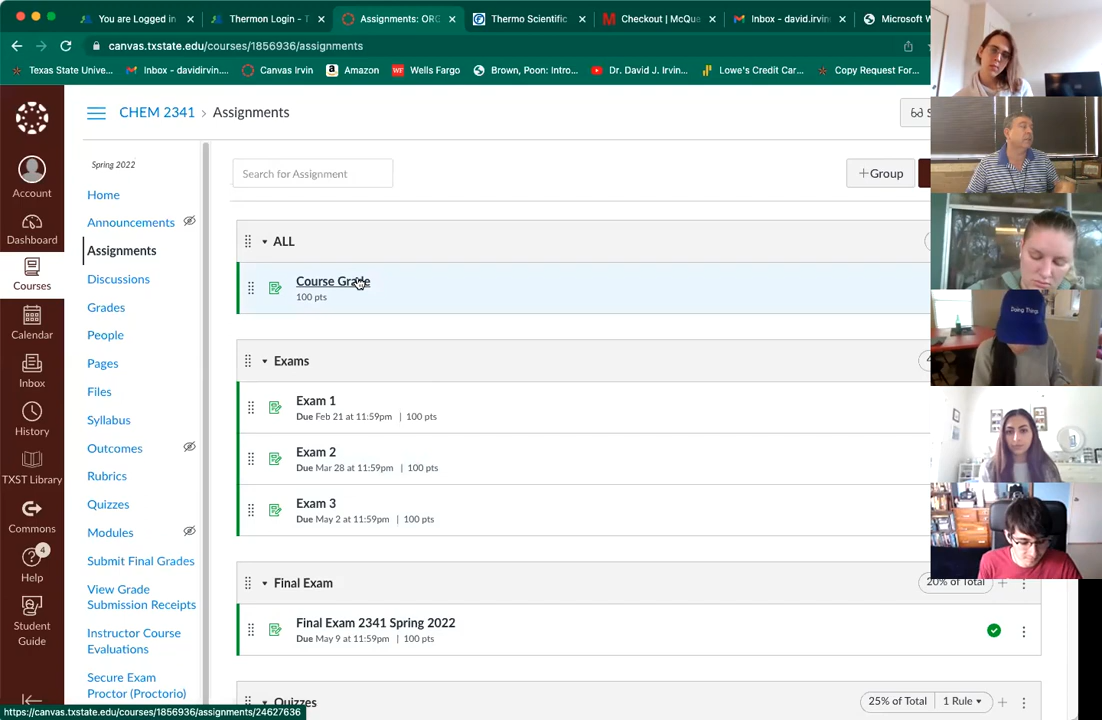 You are Logged in
Thermon Login - T
Assignments: ORG
Thermo Scientific
Checkout | McQue
Inbox - david.irvin
Microsoft W
canvas.txstate.edu/courses/1856936/assignments
Texas State Unive...
Inbox - davidirvin....
Canvas Irvin
Amazon
Wells Fargo
Brown, Poon: Intro...
Dr. David J. Irvin...
Lowe's Credit Car...
Copy Request For...
CHEM 2341 › Assignments
Spring 2022
Account
Dashboard
Courses
Calendar
Inbox
History
TXST Library
Commons
4
Help
Student
Guide
Home
Announcements
Assignments
Discussions
Grades
People
Pages
Files
Syllabus
Outcomes
Rubrics
Quizzes
Modules
Submit Final Grades
View Grade
Submission Receipts
Instructor Course
Evaluations
Secure Exam
Proctor (Proctorio)
Search for Assignment
+Group
ALL
Course Grade
100 pts
Exams
Exam 1
Due Feb 21 at 11:59pm | 100 pts
Exam 2
Due Mar 28 at 11:59pm | 100 pts
Exam 3
Due May 2 at 11:59pm | 100 pts
Final Exam
20% of Total
Final Exam 2341 Spring 2022
Due May 9 at 11:59pm | 100 pts
Quizzes
25% of Total
1 Rule
https://canvas.txstate.edu/courses/1856936/assignments/24627636
Doing Things